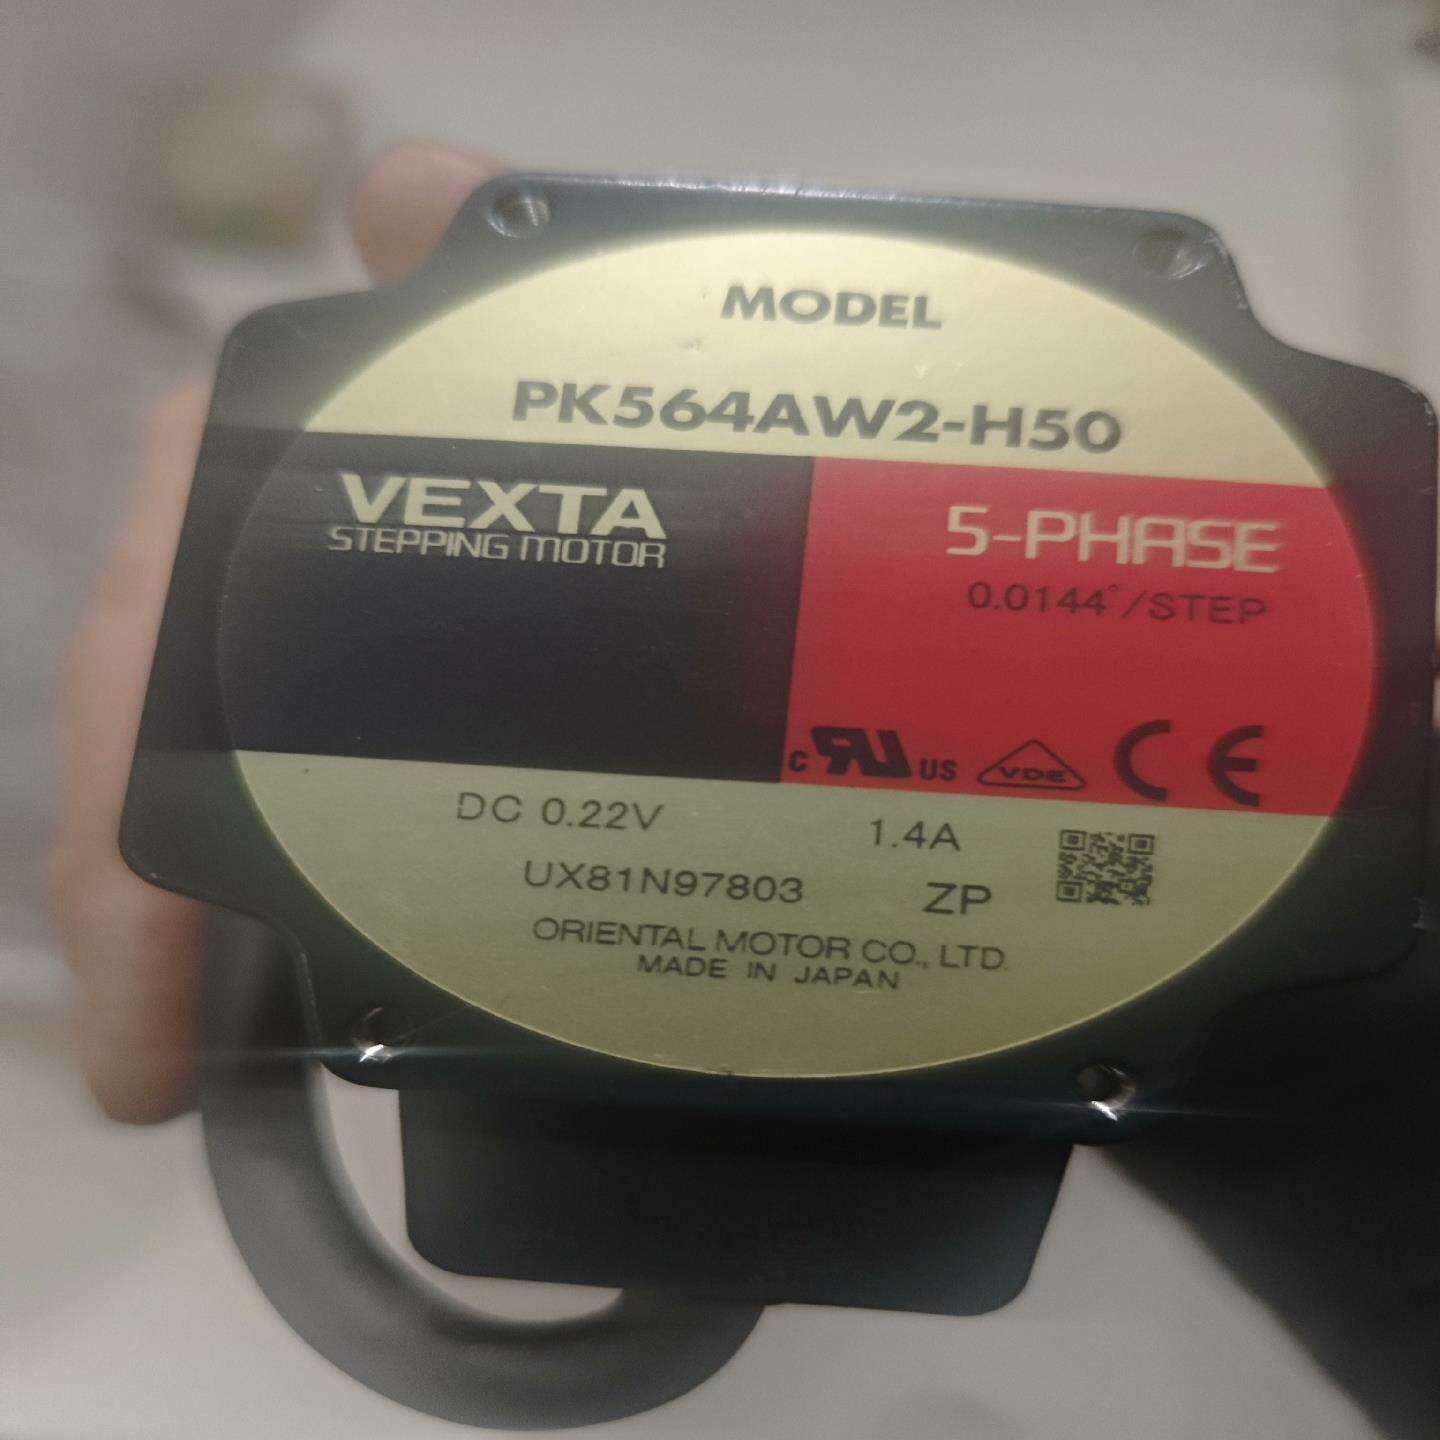 MODEL
PK564AW2-H50
VEXTA
STEPPING MOTOR
5-PHASE
0.0144°/STEP
c RU US VDE CE
DC 0.22V 1.4A
UX81N97803 ZP
ORIENTAL MOTOR CO., LTD.
MADE IN JAPAN